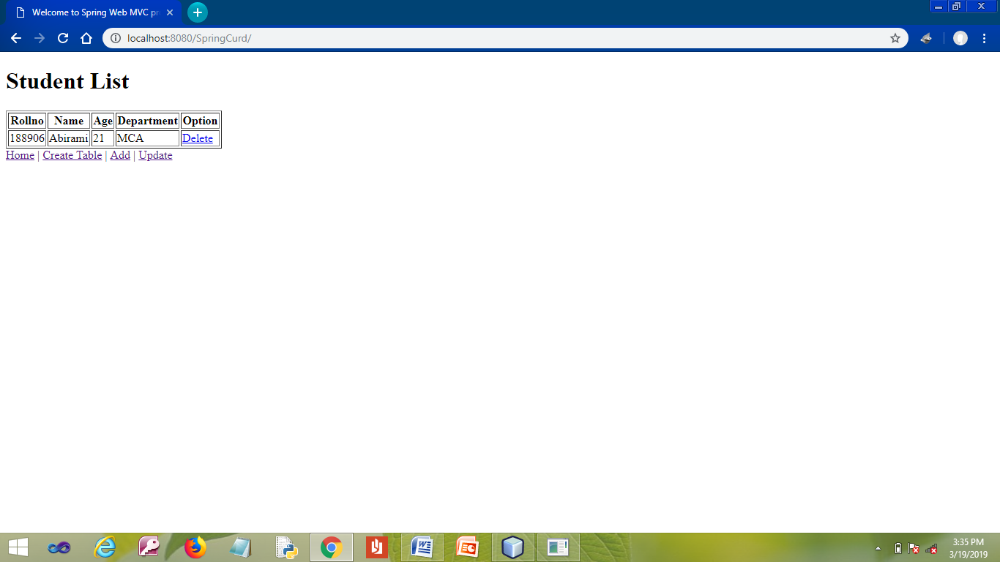 Welcome to Spring Web MVC pr
localhost:8080/SpringCurd/
Student List
Rollno Name Age Department Option
188906 Abirami 21 MCA Delete
Home | Create Table | Add | Update
3:35 PM
3/19/2019